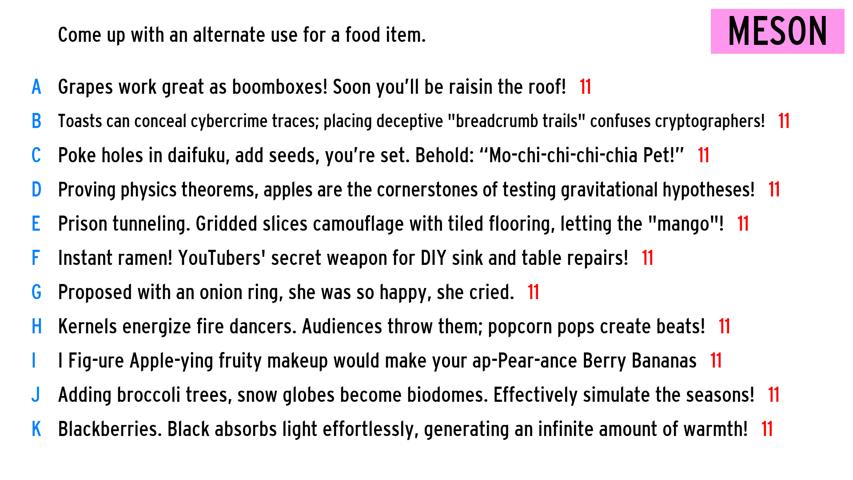 Come up with an alternate use for a food item.
MESON
A Grapes work great as boomboxes! Soon you'll be raisin the roof! 11
B Toasts can conceal cybercrime traces; placing deceptive "breadcrumb trails" confuses cryptographers! 11
C Poke holes in daifuku, add seeds, you're set. Behold: “Mo-chi-chi-chi-chia Pet!” 11
D Proving physics theorems, apples are the cornerstones of testing gravitational hypotheses! 11
E Prison tunneling. Gridded slices camouflage with tiled flooring, letting the "mango"! 11
F Instant ramen! YouTubers' secret weapon for DIY sink and table repairs! 11
G Proposed with an onion ring, she was so happy, she cried. 11
H Kernels energize fire dancers. Audiences throw them; popcorn pops create beats! 11
I I Fig-ure Apple-ying fruity makeup would make your ap-Pear-ance Berry Bananas 11
J Adding broccoli trees, snow globes become biodomes. Effectively simulate the seasons! 11
K Blackberries. Black absorbs light effortlessly, generating an infinite amount of warmth! 11